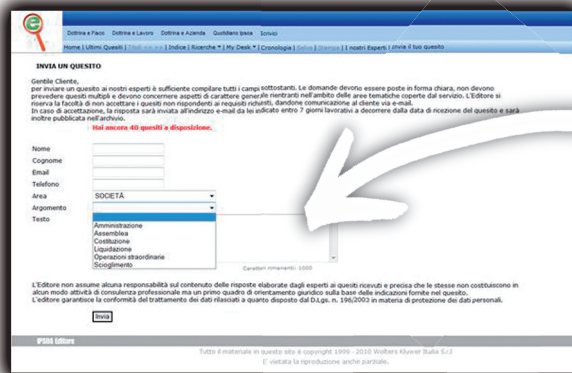 Dottrina e Fisco Dottrina e Lavoro Dottrina e Azienda Quotidiano Ipsoa Scrivici
Home | Ultimi Quesiti | | Indice | Ricerche | My Desk | Cronologia | Salva | Stampa | I nostri Esperti | Invia il tuo quesito
INVIA UN QUESITO
Gentile Cliente,
per inviare un quesito ai nostri esperti è sufficiente compilare tutti i campi sottostanti. Le domande devono essere poste in forma chiara, non devono
prevedere quesiti multipli e devono concernere aspetti di carattere generale rientranti nell'ambito delle aree tematiche coperte dal servizio. L'Editore si
riserva la facoltà di non accettare i quesiti non rispondenti ai requisiti richiesti, dandone comunicazione al cliente via e-mail.
In caso di accettazione, la risposta sarà inviata all'indirizzo e-mail da lei indicato entro 7 giorni lavorativi a decorrere dalla data di ricezione del quesito e sarà
inoltre pubblicata nell'archivio.
Hai ancora 40 quesiti a disposizione.
Nome
Cognome
Email
Telefono
Area SOCIETÀ
Argomento
Testo
Amministrazione
Assemblea
Costituzione
Liquidazione
Operazioni straordinarie
Scioglimento
Caratteri rimanenti: 1000
L'Editore non assume alcuna responsabilità sul contenuto delle risposte elaborate dagli esperti ai quesiti ricevuti e precisa che le stesse non costituiscono in
alcun modo attività di consulenza professionale ma un primo quadro di orientamento giuridico sulla base delle indicazioni fornite nel quesito.
L'editore garantisce la conformità del trattamento dei dati rilasciati a quanto disposto dal D.Lgs. n. 196/2003 in materia di protezione dei dati personali.
Invia
IPSOA Editore
Tutto il materiale in questo sito è copyright 1999 - 2010 Wolters Kluwer Italia S.r.l
E' vietata la riproduzione anche parziale.